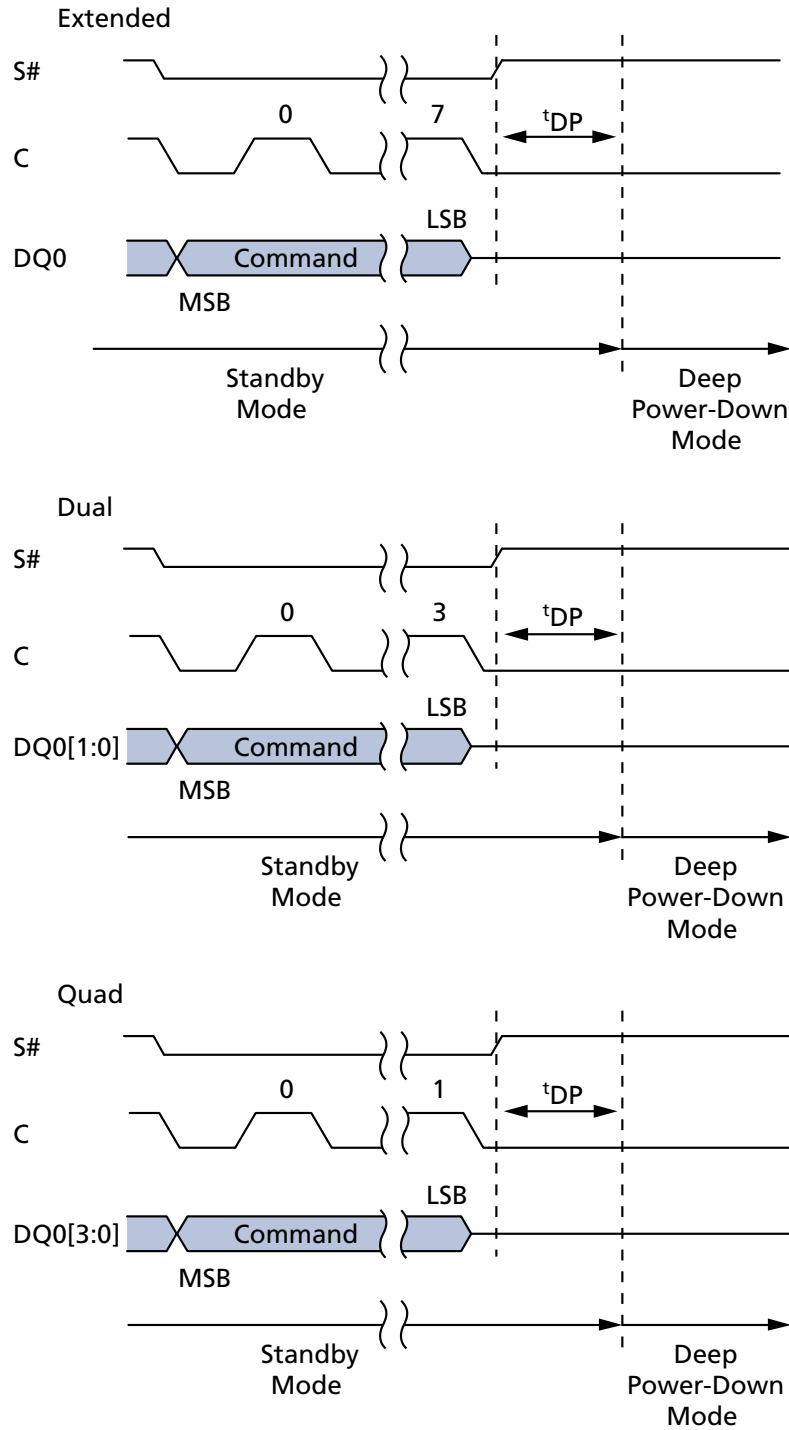 Extended
S#
0 7
tDP
C
LSB
DQ0
Command
MSB
Standby
Mode
Deep
Power-Down
Mode
Dual
S#
0 3
tDP
C
LSB
DQ0[1:0]
Command
MSB
Standby
Mode
Deep
Power-Down
Mode
Quad
S#
0 1
tDP
C
LSB
DQ0[3:0]
Command
MSB
Standby
Mode
Deep
Power-Down
Mode